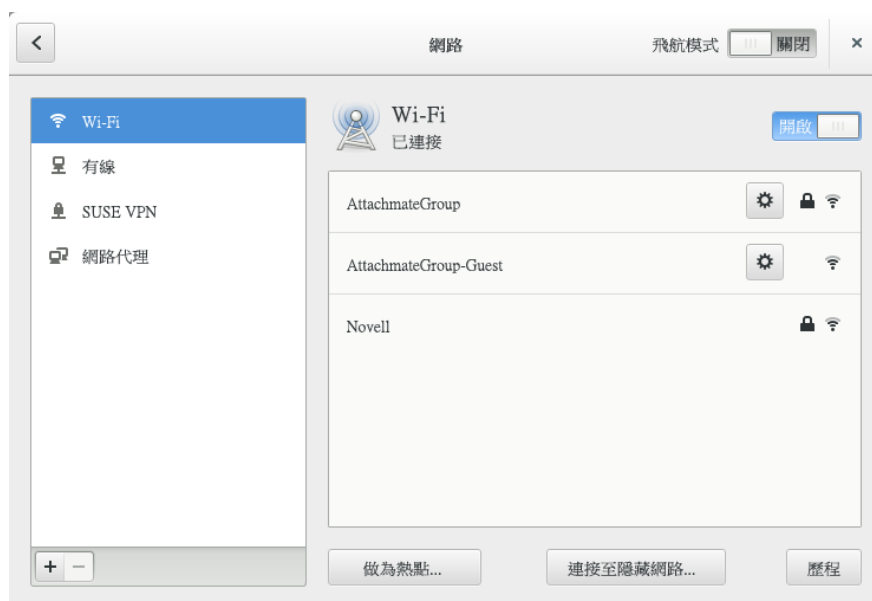 網路
飛航模式 關閉
Wi-Fi
有線
SUSE VPN
網路代理
Wi-Fi
已連接
開啟
AttachmateGroup
AttachmateGroup-Guest
Novell
做為熱點...
連接至隱藏網路...
歷程